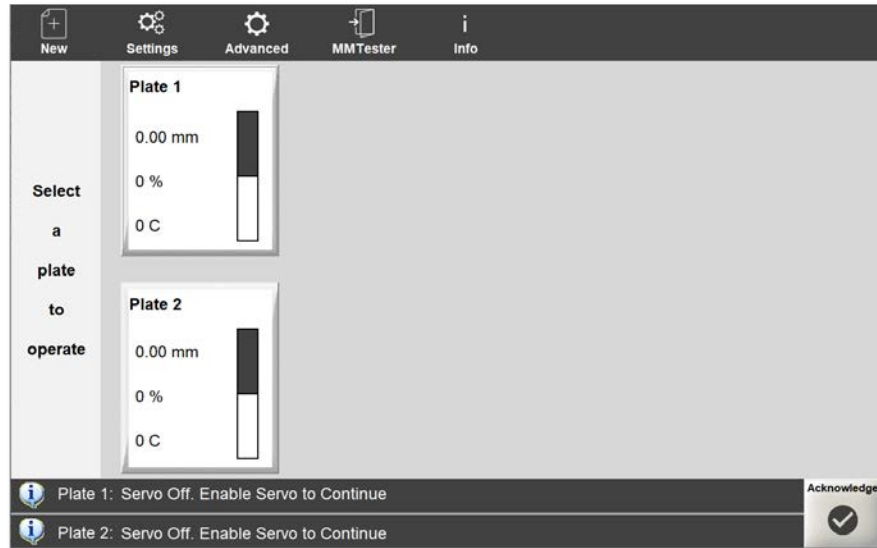 New Settings Advanced MMTester Info
Plate 1
0.00 mm
0 %
0 C
Select
a
plate
to
operate
Plate 2
0.00 mm
0 %
0 C
Plate 1: Servo Off. Enable Servo to Continue
Plate 2: Servo Off. Enable Servo to Continue
Acknowledge